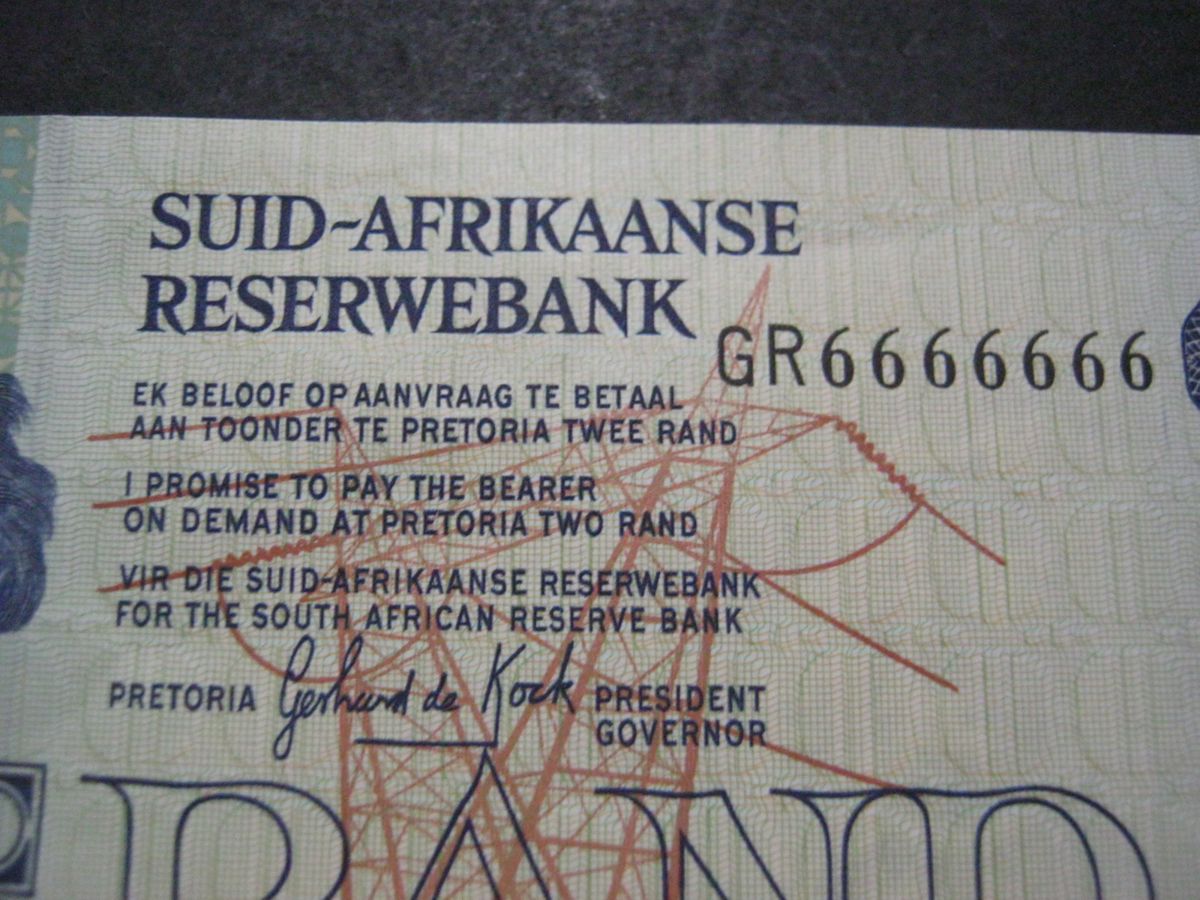 SUID-AFRIKAANSE
RESERWEBANK
GR6666666
EK BELOOF OP AANVRAAG TE BETAAL
AAN TOONDER TE PRETORIA TWEE RAND
I PROMISE TO PAY THE BEARER
ON DEMAND AT PRETORIA TWO RAND
VIR DIE SUID-AFRIKAANSE RESERWEBANK
FOR THE SOUTH AFRICAN RESERVE BANK
PRETORIA Gerhard de Kock PRESIDENT
GOVERNOR
RAND